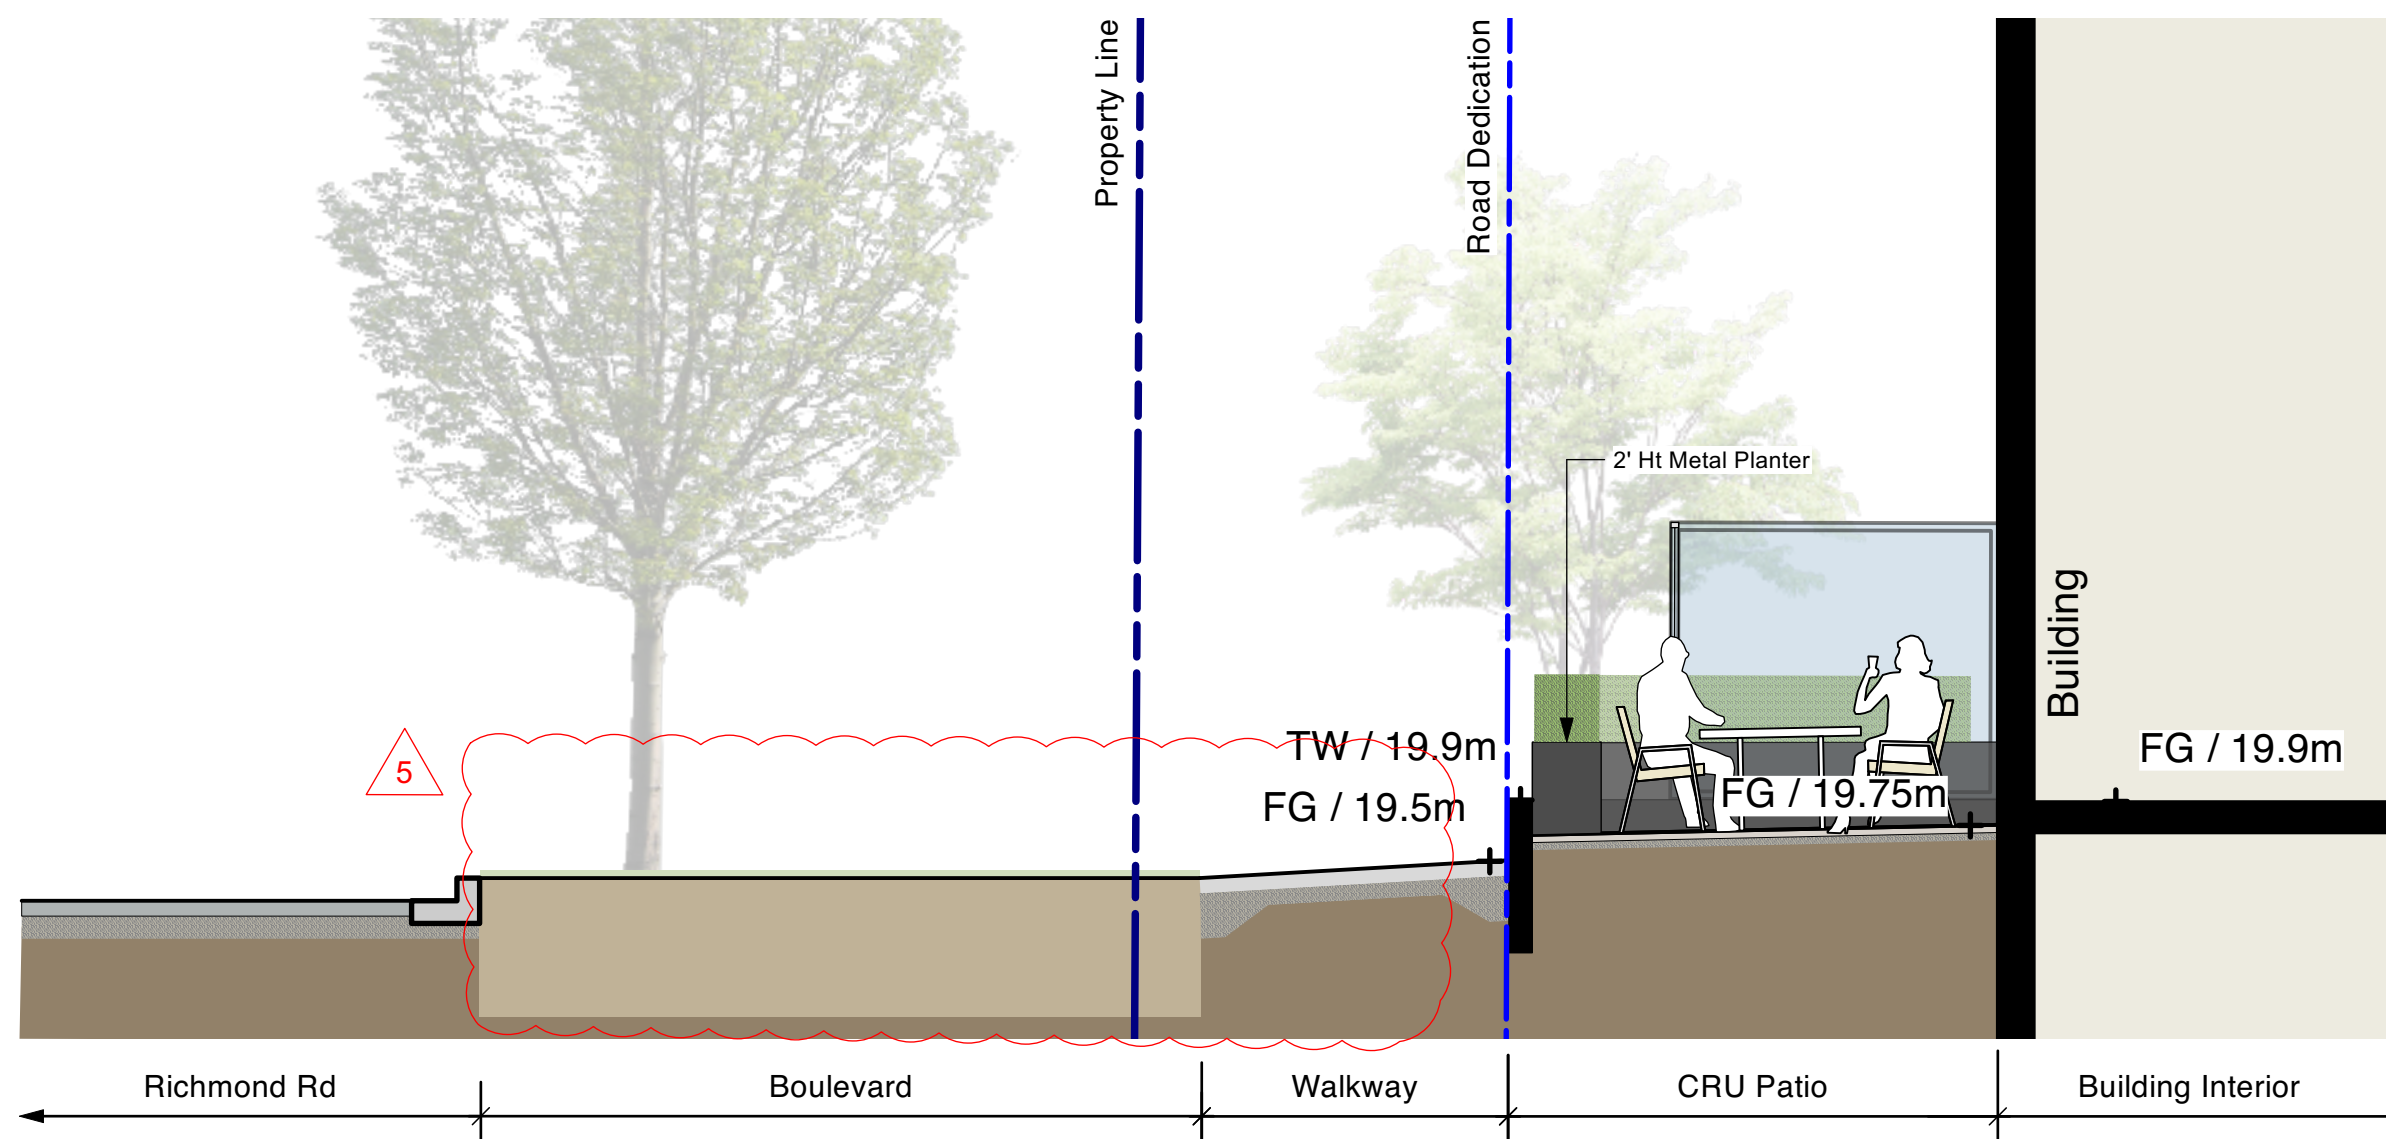 Property Line
Road Dedication
2' Ht Metal Planter
Building
TW / 19.9m
FG / 19.9m
5
FG / 19.5m
FG / 19.75m
Richmond Rd
Boulevard
Walkway
CRU Patio
Building Interior